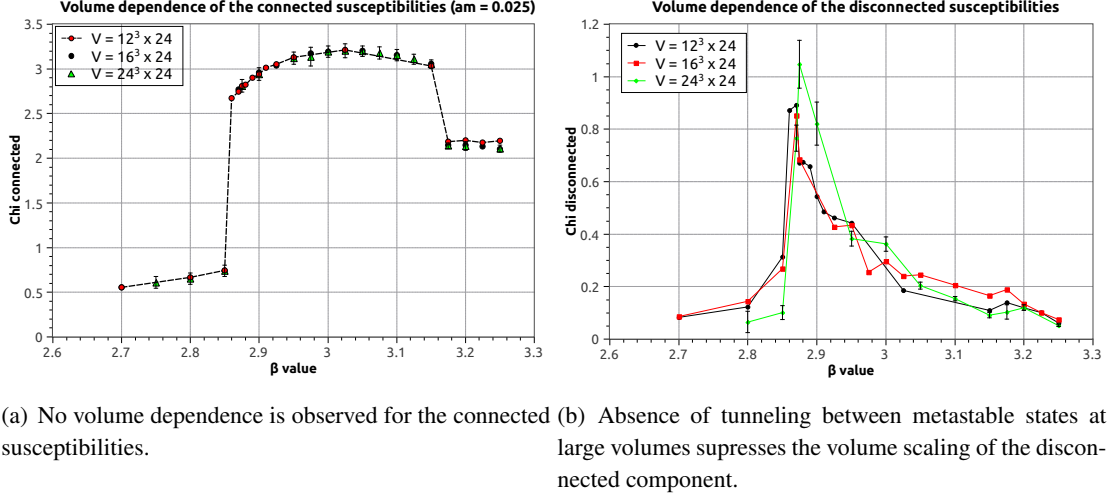 Volume dependence of the connected susceptibilities (am = 0.025)
3.5
3
2.5
2
1.5
1
0.5
0
Chi connected
V = 12³ x 24
V = 16³ x 24
V = 24³ x 24
2.6 2.7 2.8 2.9 3 3.1 3.2 3.3
β value
Volume dependence of the disconnected susceptibilities
1.2
1
0.8
0.6
0.4
0.2
0
Chi disconnected
V = 12³ x 24
V = 16³ x 24
V = 24³ x 24
2.6 2.7 2.8 2.9 3 3.1 3.2 3.3
β value
(a) No volume dependence is observed for the connected
susceptibilities.
(b) Absence of tunneling between metastable states at
large volumes supresses the volume scaling of the discon-
nected component.